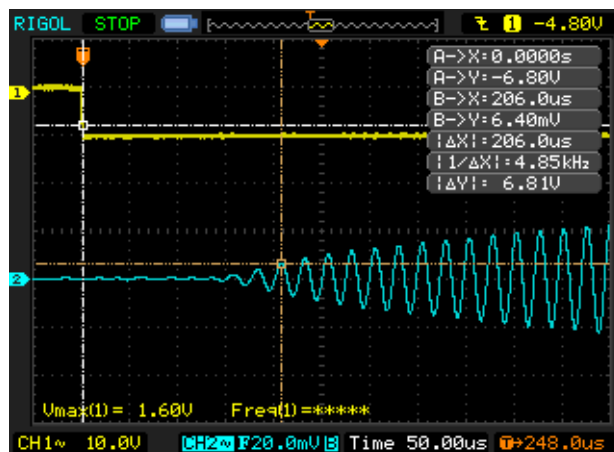 RIGOL STOP T 1 -4.80V
A->X:0.0000s
A->Y:-6.80V
B->X:206.0us
B->Y:6.40mV
|ΔX|:206.0us
|1/ΔX|:4.85kHz
|ΔY|: 6.81V
T
1
2
Vmax(1)= 1.60V Freq(1)=*****
CH1~ 10.0V CH2~ F20.0mV B Time 50.00us T→248.0us